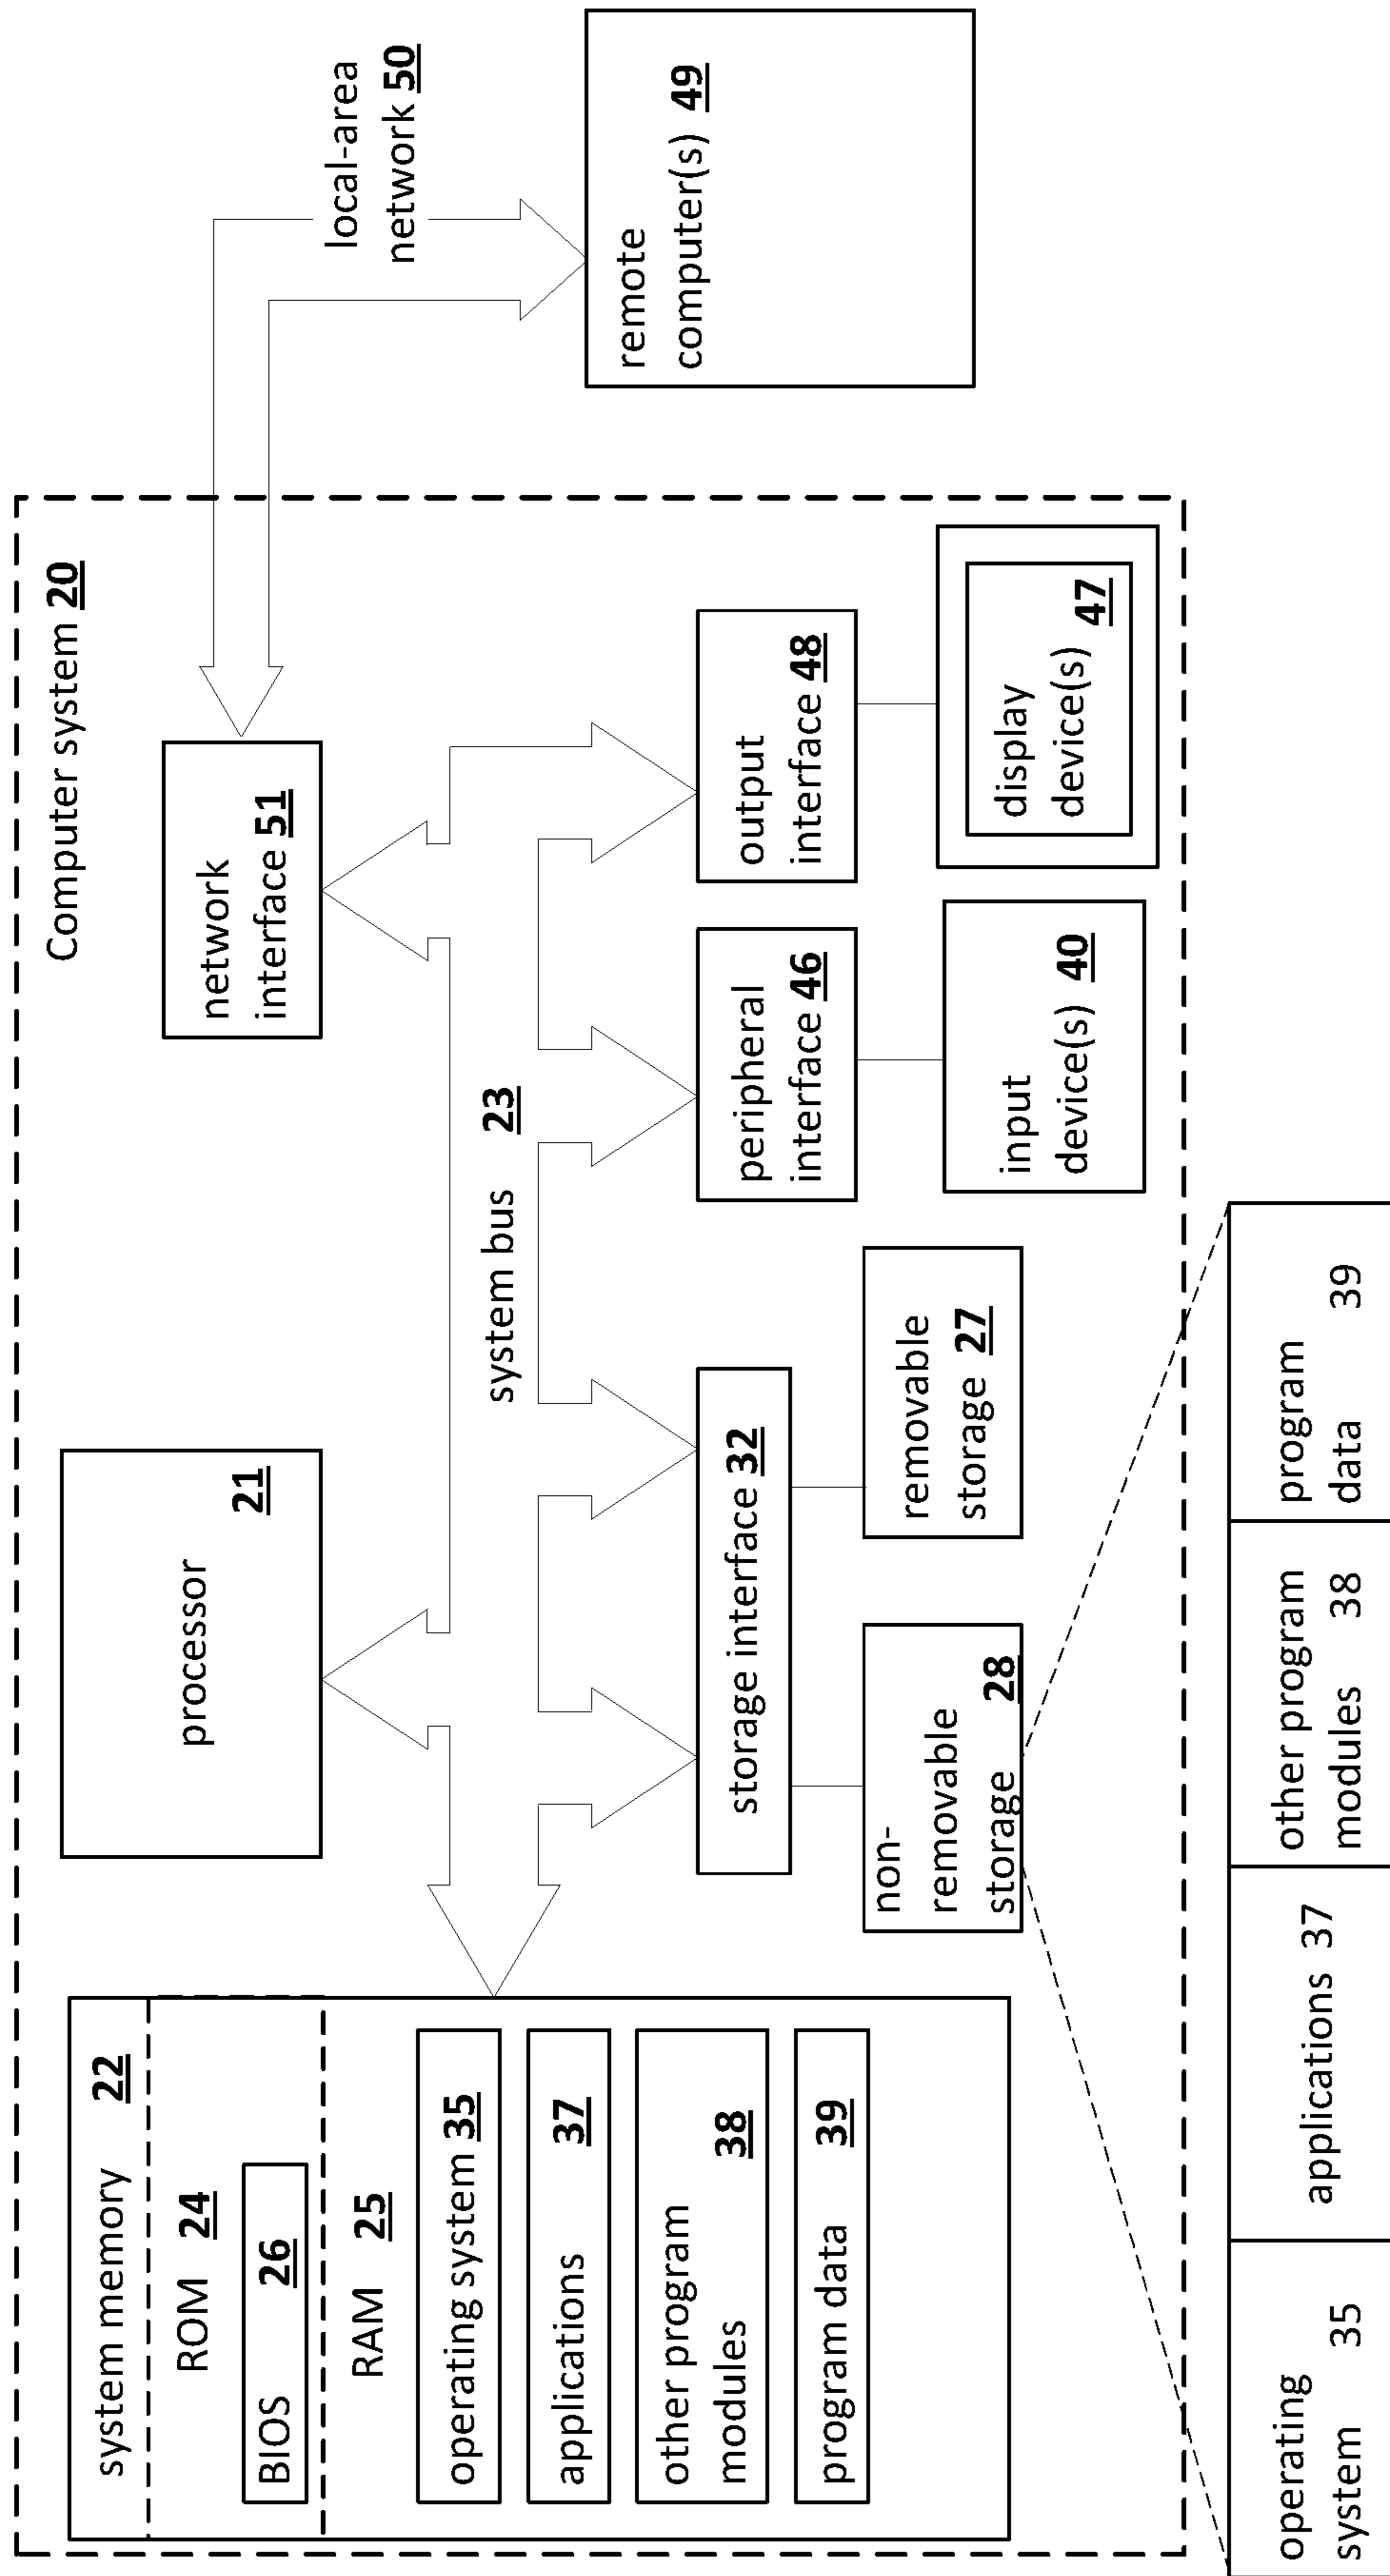 Computer system 20
system memory 22
ROM 24
BIOS 26
RAM 25
operating system 35
applications 37
other program
modules 38
program data 39
processor
21
network
interface 51
local-area
network 50
system bus 23
storage interface 32
peripheral
interface 46
output
interface 48
remote
computer(s) 49
non-
removable
storage 28
removable
storage 27
input
device(s) 40
display
device(s) 47
operating
system 35
applications 37
other program
modules 38
program
data 39